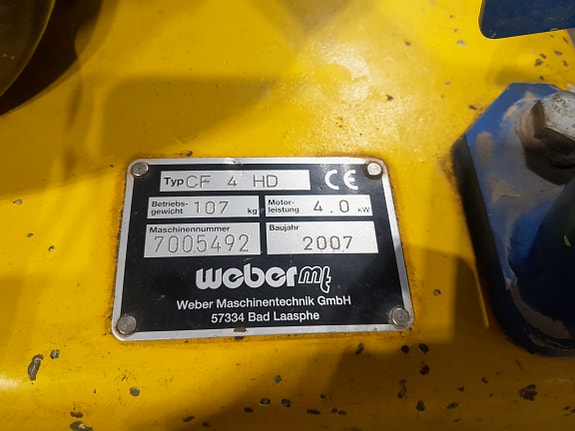 Typ CF 4 HD CE
Betriebs-gewicht 107 kg Motor-leistung 4.0 kW
Maschinennummer 7005492 Baujahr 2007
weber mt
Weber Maschinentechnik GmbH
57334 Bad Laasphe